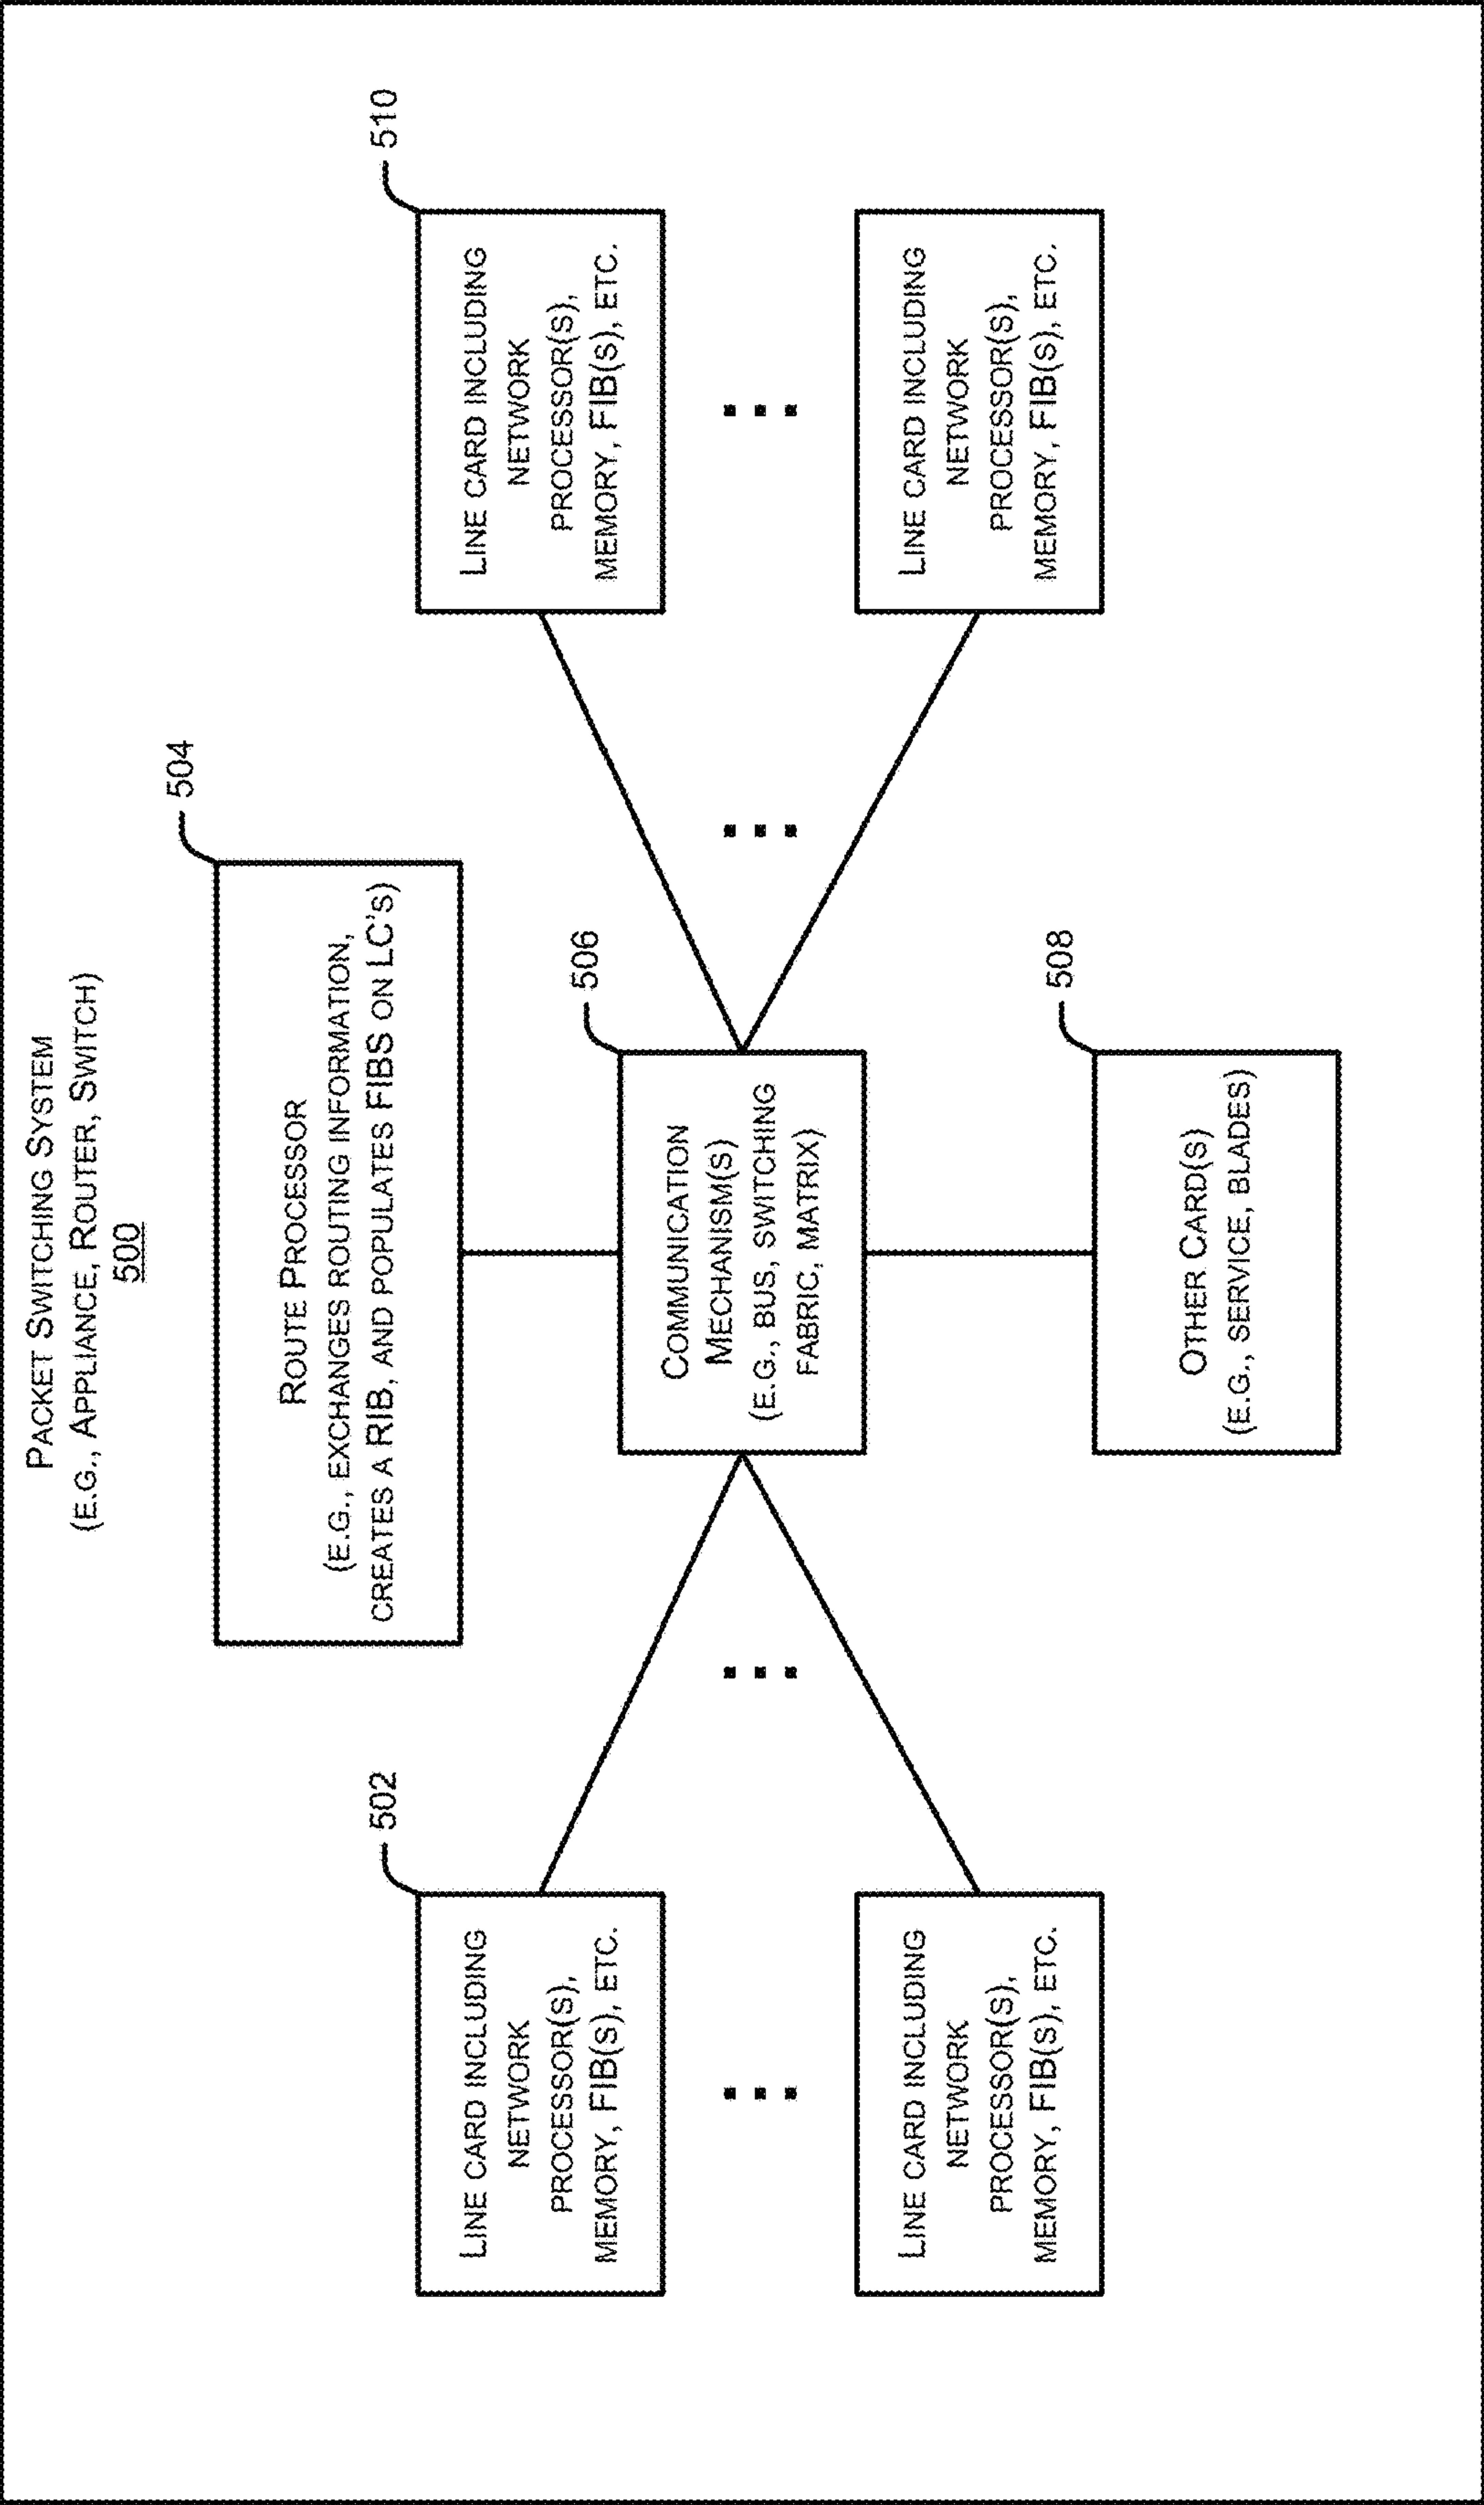 PACKET SWITCHING SYSTEM
(E.G., APPLIANCE, ROUTER, SWITCH)
500
504
ROUTE PROCESSOR
(E.G., EXCHANGES ROUTING INFORMATION,
CREATES A RIB, AND POPULATES FIBS ON LC'S)
502
LINE CARD INCLUDING
NETWORK
PROCESSOR(S),
MEMORY, FIB(S), ETC.
510
LINE CARD INCLUDING
NETWORK
PROCESSOR(S),
MEMORY, FIB(S), ETC.
506
COMMUNICATION
MECHANISM(S)
(E.G., BUS, SWITCHING
FABRIC, MATRIX)
LINE CARD INCLUDING
NETWORK
PROCESSOR(S),
MEMORY, FIB(S), ETC.
LINE CARD INCLUDING
NETWORK
PROCESSOR(S),
MEMORY, FIB(S), ETC.
508
OTHER CARD(S)
(E.G., SERVICE, BLADES)